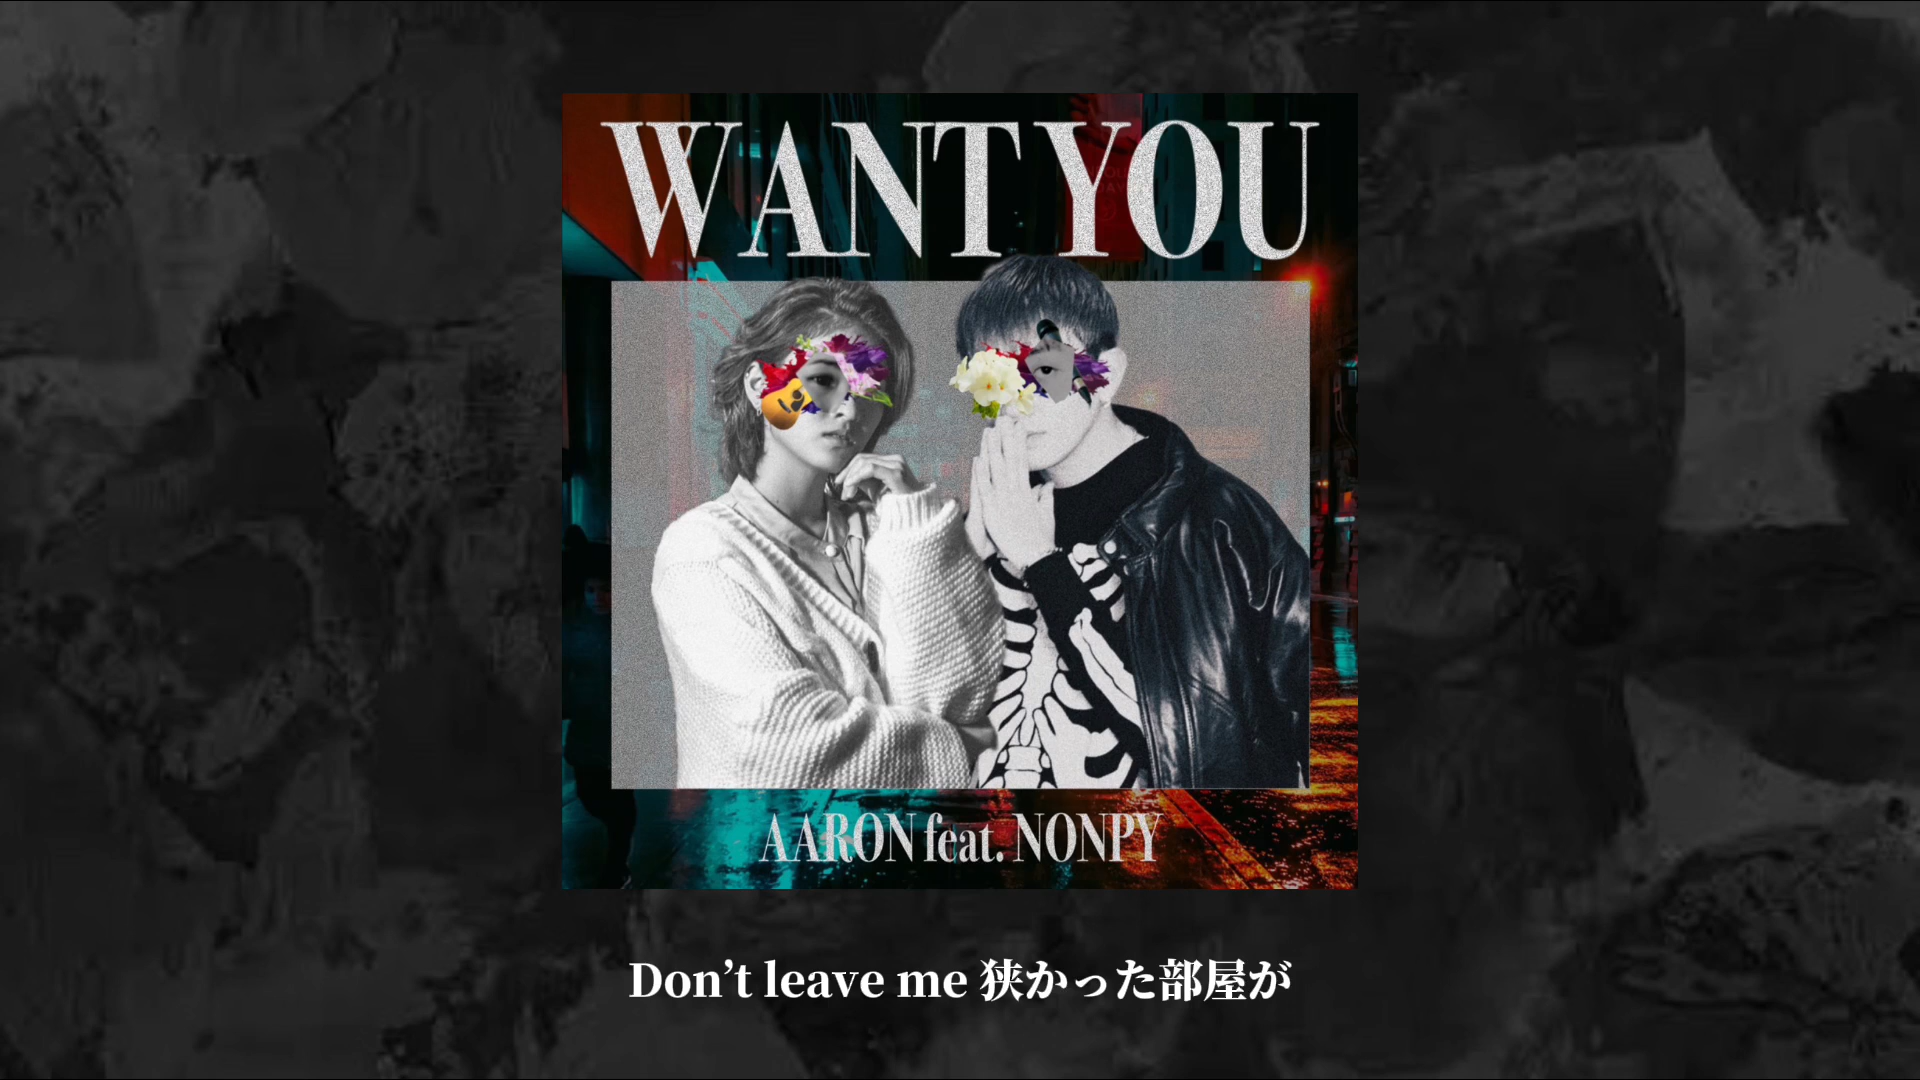 WANT YOU
AARON feat. NONPY
Don’t leave me 狭かった部屋が